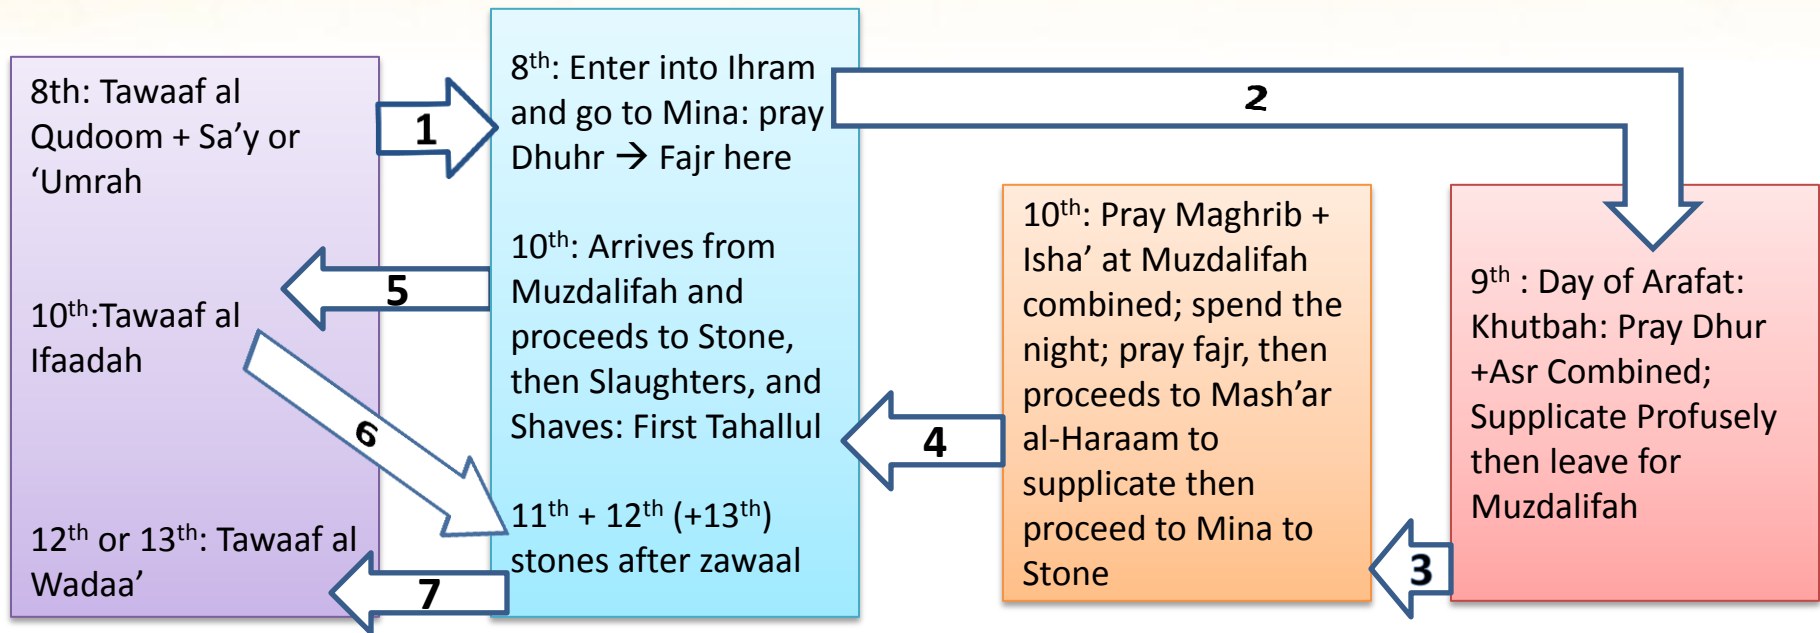 8th: Tawaaf al
Qudoom + Sa’y or
‘Umrah
10th:Tawaaf al
Ifaadah
12th or 13th: Tawaaf al
Wadaa’
1
5
6
7
8th: Enter into Ihram
and go to Mina: pray
Dhuhr → Fajr here
10th: Arrives from
Muzdalifah and
proceeds to Stone,
then Slaughters, and
Shaves: First Tahallul
11th + 12th (+13th)
stones after zawaal
2
4
10th: Pray Maghrib +
Isha’ at Muzdalifah
combined; spend the
night; pray fajr, then
proceeds to Mash’ar
al-Haraam to
supplicate then
proceed to Mina to
Stone
3
9th : Day of Arafat:
Khutbah: Pray Dhur
+Asr Combined;
Supplicate Profusely
then leave for
Muzdalifah